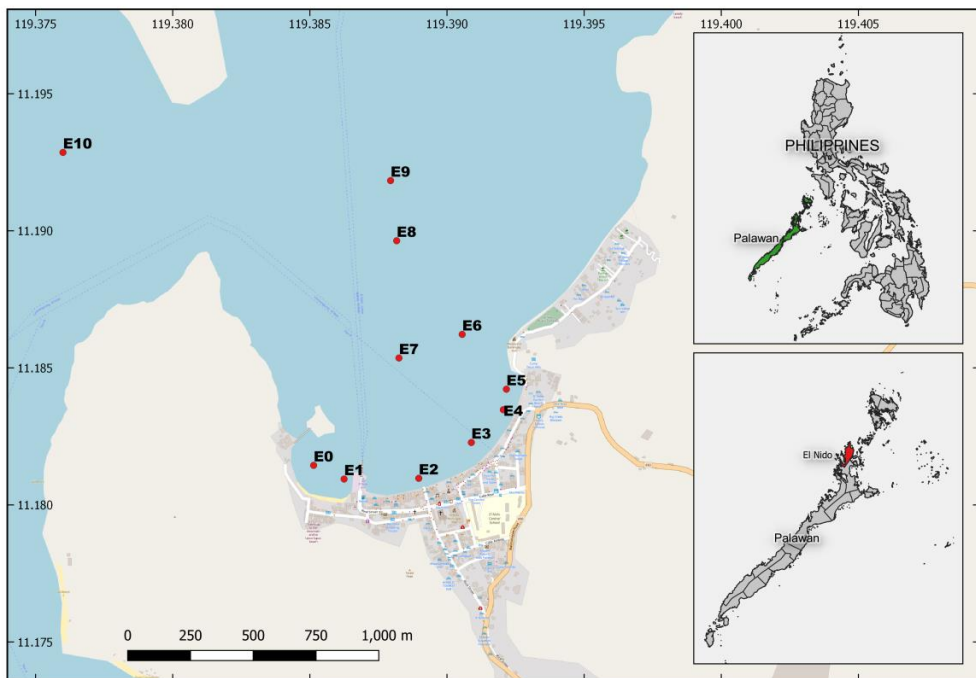 119.375 119.380 119.385 119.390 119.395 119.400 119.405
11.195
11.190
11.185
11.180
11.175
E10
E9
E8
E6
E7
E5
E4
E3
E0
E1
E2
0 250 500 750 1,000 m
PHILIPPINES
Palawan
El Nido
Palawan